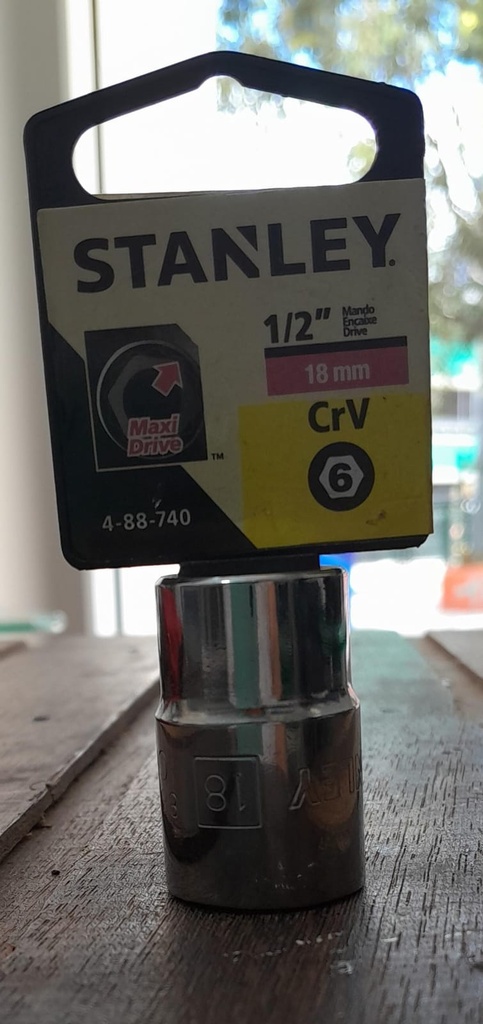 STANLEY.
1/2" Mando
Encaixe
Drive
18 mm
Maxi
Drive ™
CrV
6
4-88-740
18